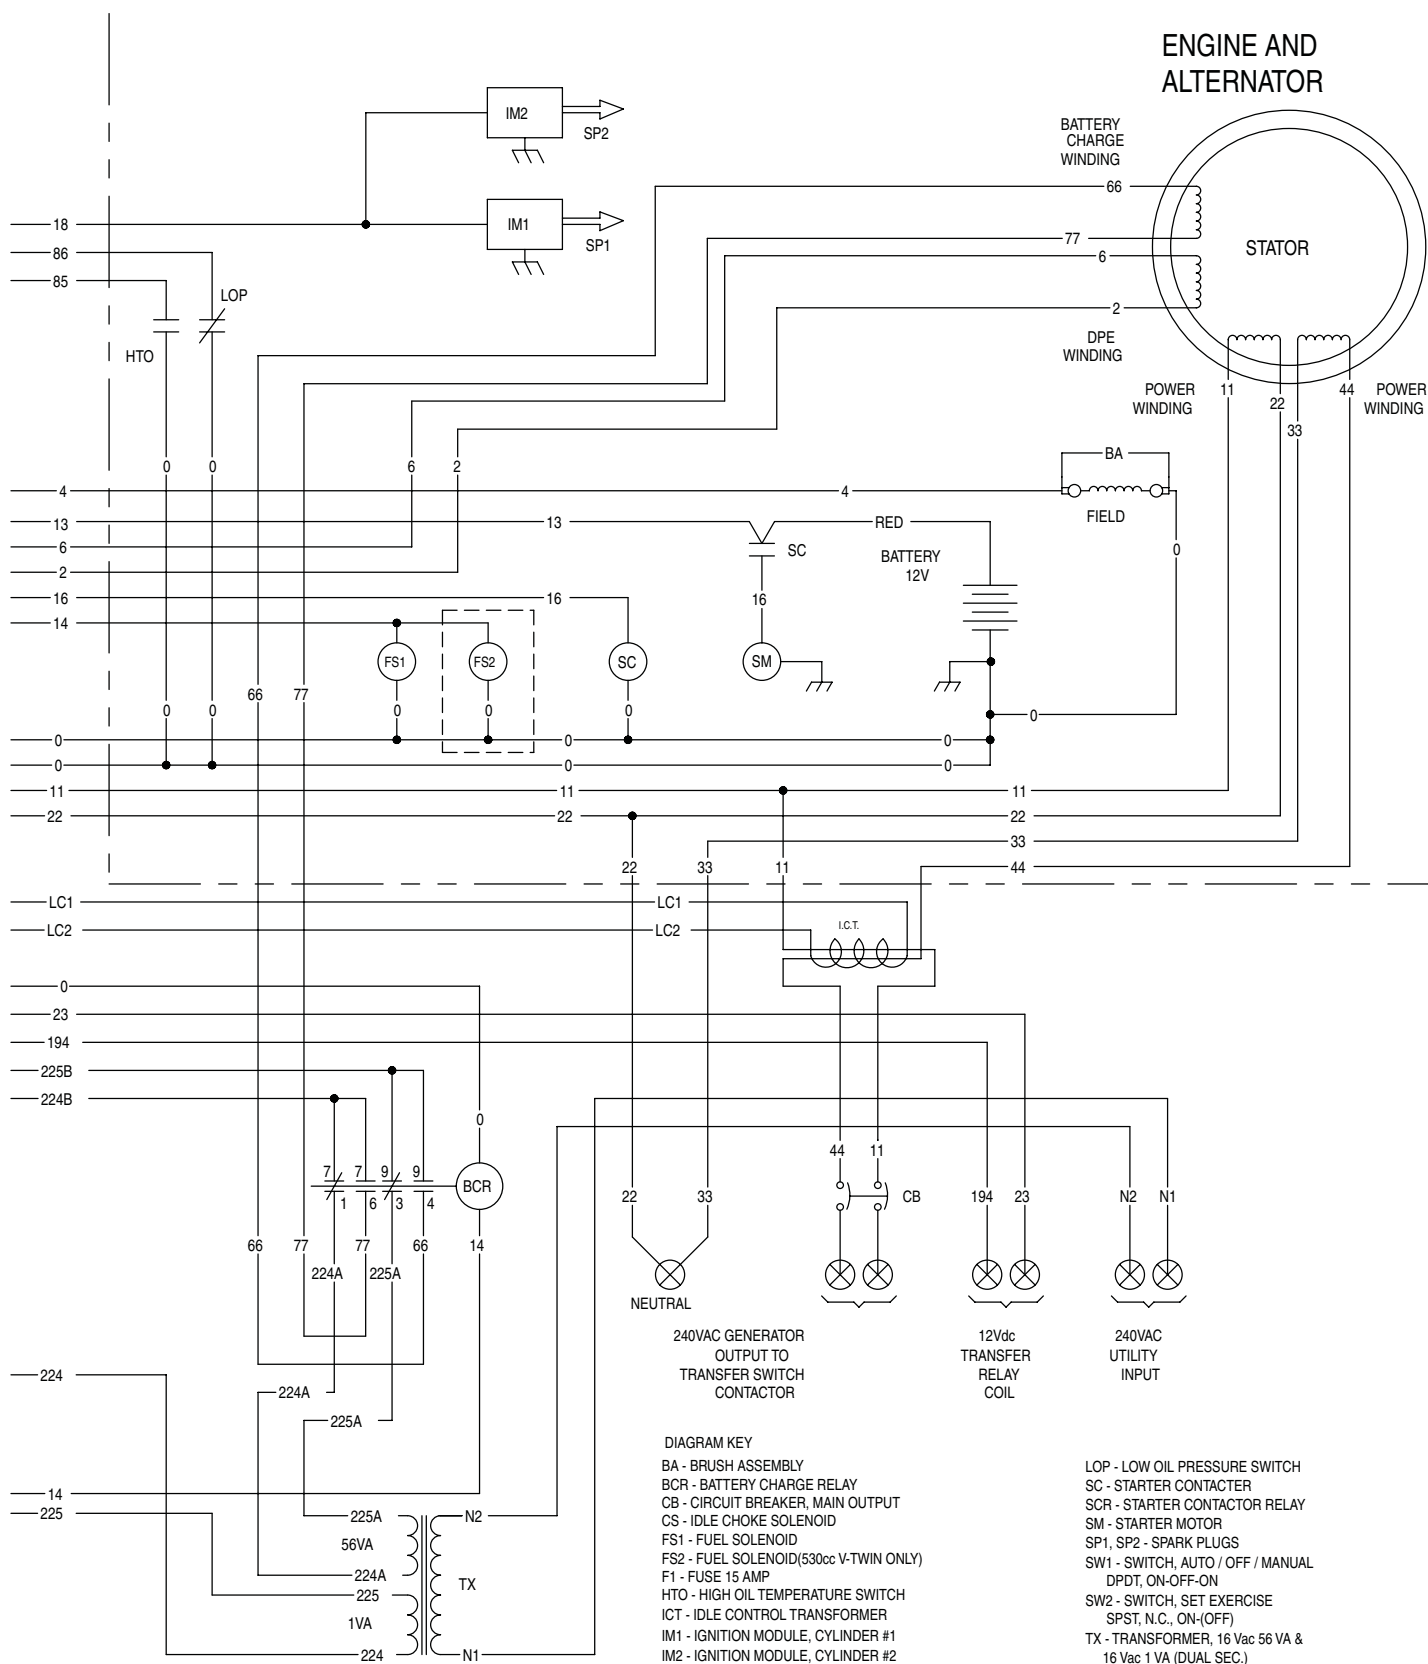 ENGINE AND
ALTERNATOR
IM2
SP2
BATTERY
CHARGE
WINDING
66
18
IM1
SP1
77
STATOR
86
6
85
LOP
2
HTO
DPE
WINDING
POWER
WINDING
11
22
33
44
POWER
WINDING
0
0
6
2
BA
4
4
FIELD
13
13
RED
SC
BATTERY
12V
0
6
2
16
16
16
14
FS1
FS2
SC
SM
66
77
0
0
0
0
0
0
0
0
0
0
0
0
11
11
11
22
22
22
33
22
33
11
44
LC1
LC1
LC2
LC2
I.C.T.
0
23
194
225B
224B
0
44
11
7
7
9
9
BCR
1
6
3
4
22
33
CB
194
23
N2
N1
66
77
77
66
14
224A
225A
NEUTRAL
240VAC GENERATOR
OUTPUT TO
TRANSFER SWITCH
CONTACTOR
12Vdc
TRANSFER
RELAY
COIL
240VAC
UTILITY
INPUT
224
224A
225A
14
225
225A
N2
56VA
224A
TX
225
1VA
224
N1
DIAGRAM KEY
BA - BRUSH ASSEMBLY
BCR - BATTERY CHARGE RELAY
CB - CIRCUIT BREAKER, MAIN OUTPUT
CS - IDLE CHOKE SOLENOID
FS1 - FUEL SOLENOID
FS2 - FUEL SOLENOID(530cc V-TWIN ONLY)
F1 - FUSE 15 AMP
HTO - HIGH OIL TEMPERATURE SWITCH
ICT - IDLE CONTROL TRANSFORMER
IM1 - IGNITION MODULE, CYLINDER #1
IM2 - IGNITION MODULE, CYLINDER #2
LOP - LOW OIL PRESSURE SWITCH
SC - STARTER CONTACTER
SCR - STARTER CONTACTOR RELAY
SM - STARTER MOTOR
SP1, SP2 - SPARK PLUGS
SW1 - SWITCH, AUTO / OFF / MANUAL
DPDT, ON-OFF-ON
SW2 - SWITCH, SET EXERCISE
SPST, N.C., ON-(OFF)
TX - TRANSFORMER, 16 Vac 56 VA &
16 Vac 1 VA (DUAL SEC.)